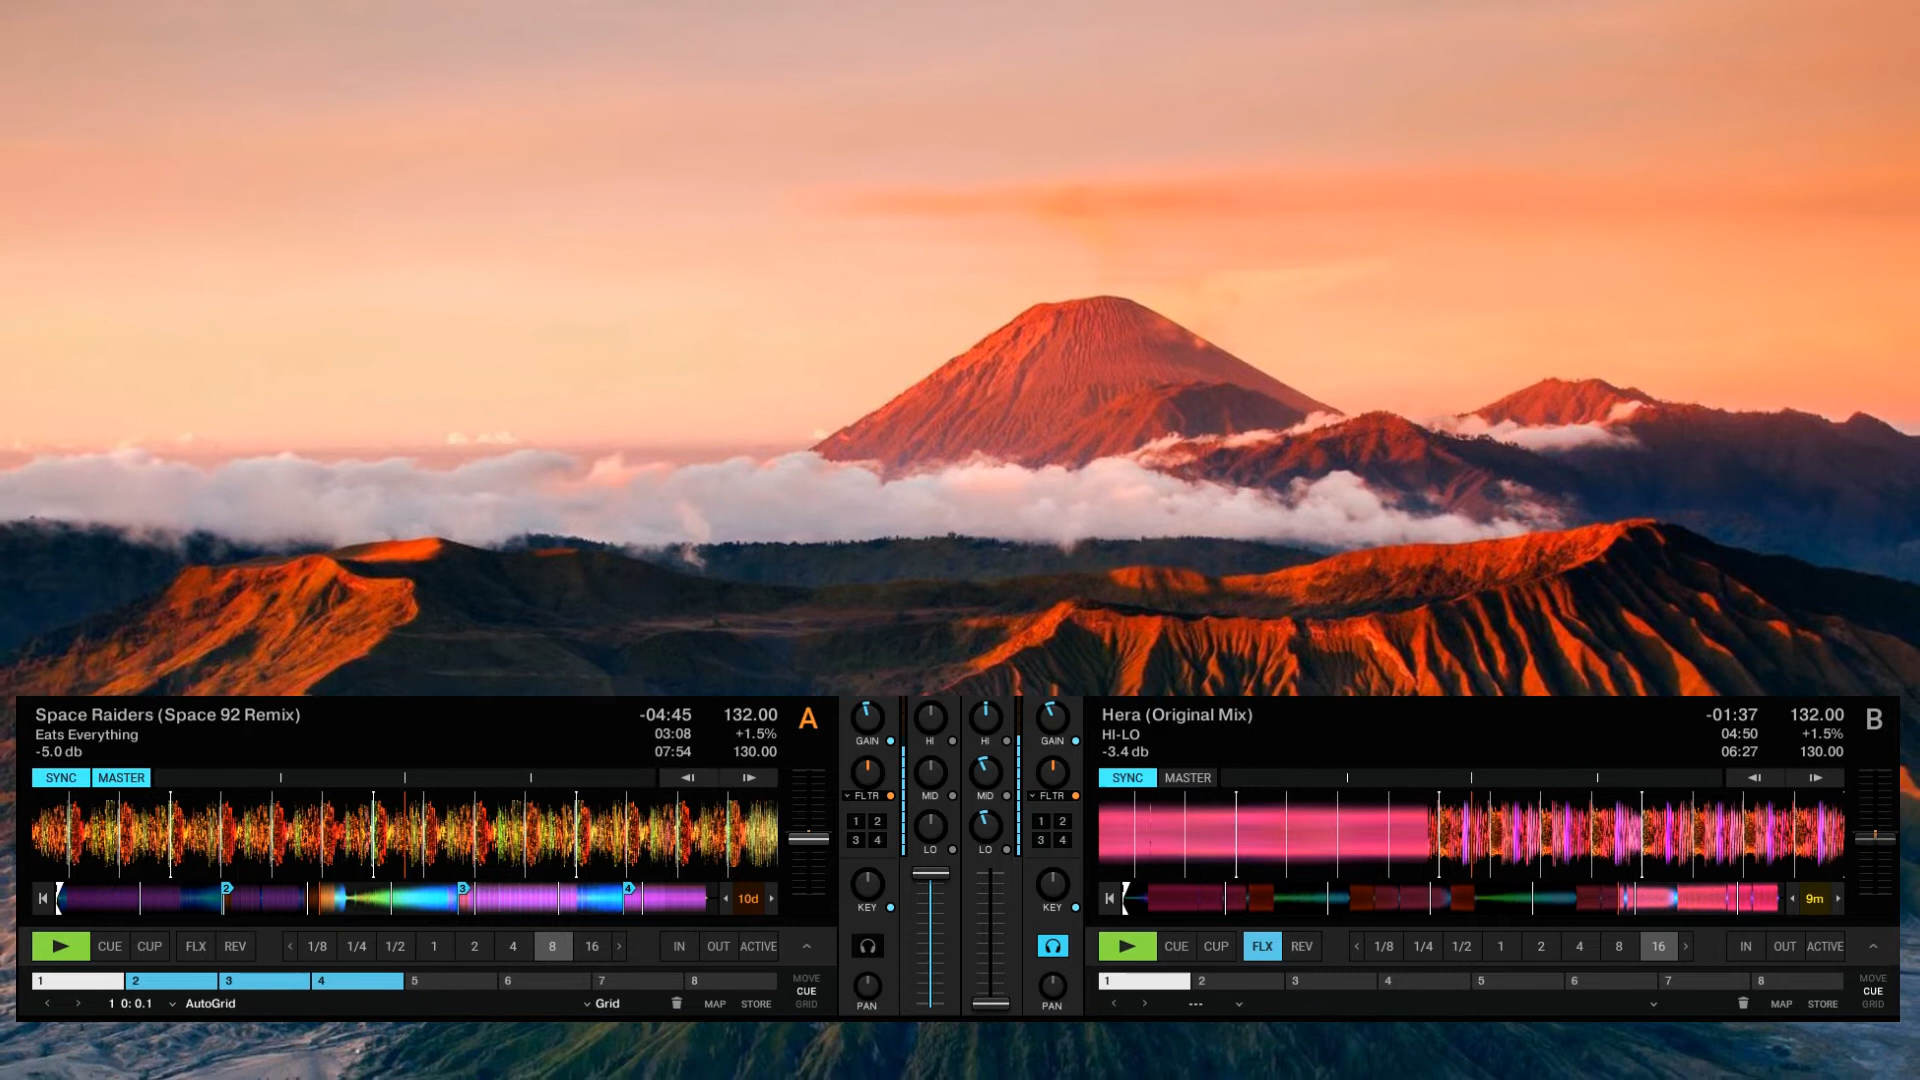 Space Raiders (Space 92 Remix) -04:45 132.00 A
Eats Everything 03:08 +1.5%
-5.0 db 07:54 130.00
SYNC MASTER
2 3 4 10d
CUE CUP FLX REV 1/8 1/4 1/2 1 2 4 8 16 IN OUT ACTIVE
1 2 3 4 5 6 7 8 MOVE
CUE
1 0: 0.1 AutoGrid Grid MAP STORE GRID
GAIN HI HI GAIN
FLTR MID MID FLTR
1 2 1 2
3 4 3 4
LO LO
KEY KEY
PAN PAN
Hera (Original Mix) -01:37 132.00 B
HI-LO 04:50 +1.5%
-3.4 db 06:27 130.00
SYNC MASTER
9m
CUE CUP FLX REV 1/8 1/4 1/2 1 2 4 8 16 IN OUT ACTIVE
1 2 3 4 5 6 7 8 MOVE
CUE
--- MAP STORE GRID